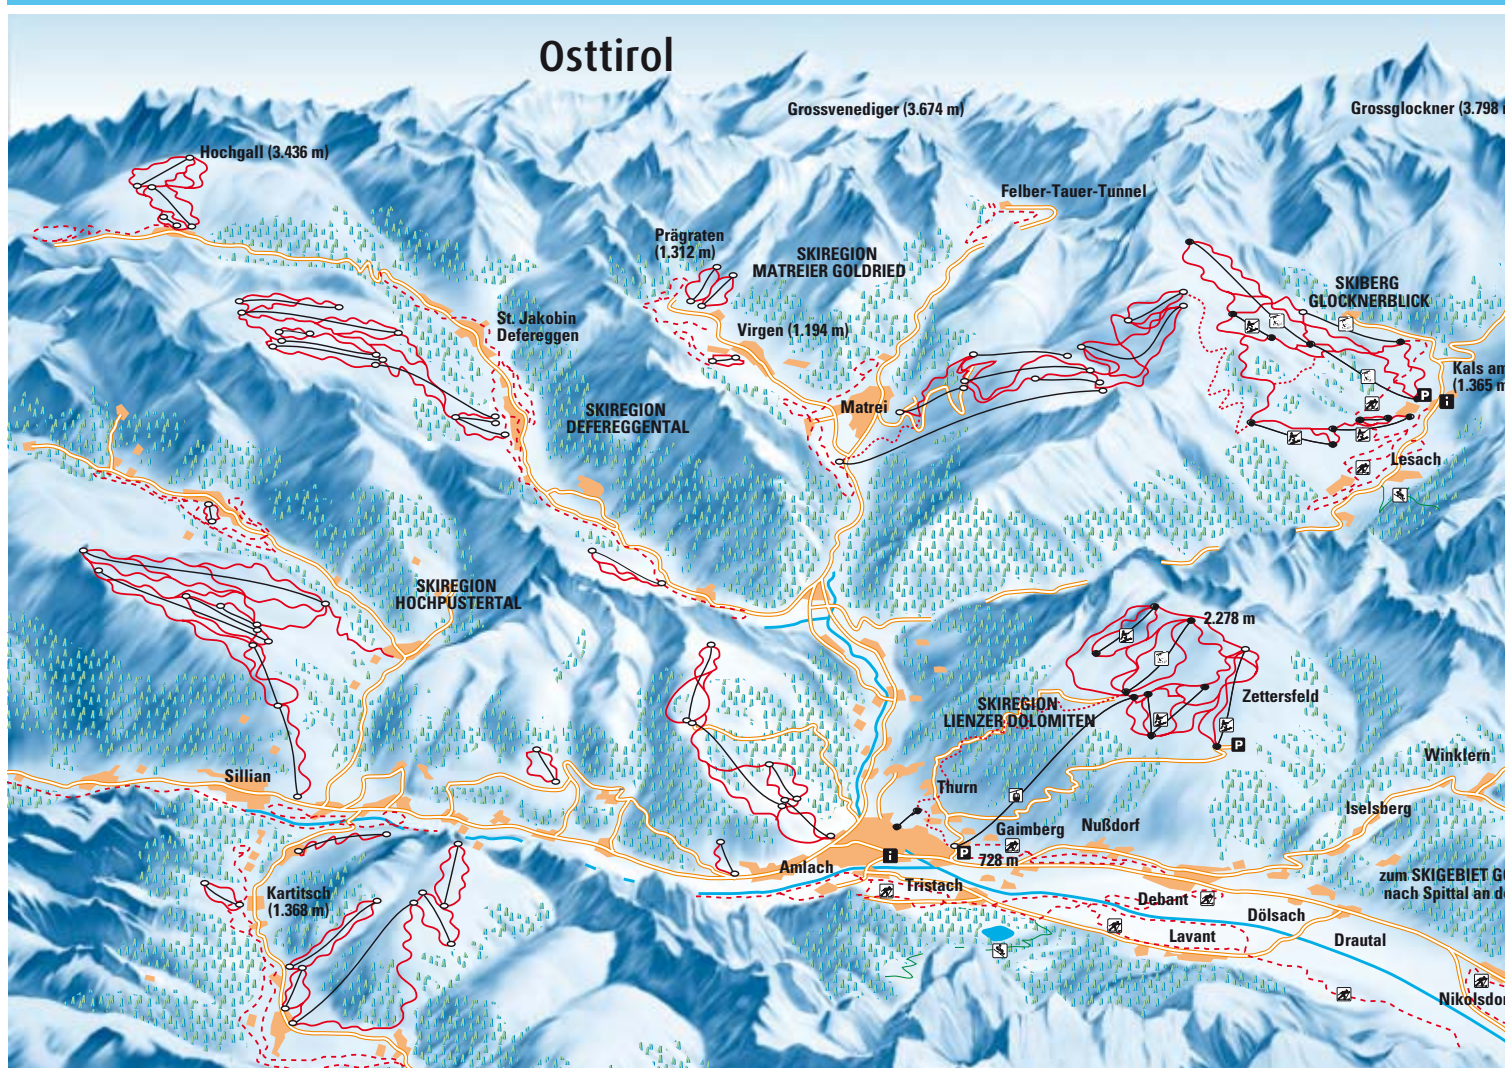 Osttirol
Grossvenediger (3.674 m)
Grossglockner (3.798
Hochgall (3.436 m)
Felber-Tauer-Tunnel
Prägraten
(1.312 m)
SKIREGION
MATREIER GOLDRIED
SKIBERG
GLOCKNERBLICK
St. Jakobin
Defereggen
Virgen (1.194 m)
Kals am
(1.365 m
P
i
SKIREGION
DEFEREGGENTAL
Matrei
Lesach
SKIREGION
HOCHPUSTERTAL
2.278 m
SKIREGION
LIENZER DOLOMITEN
Zettersfeld
P
Winklern
Sillian
Thurn
Iselsberg
Gaimberg
Nußdorf
i
P
728 m
Amlach
Tristach
zum SKIGEBIET GO
nach Spittal an de
Kartitsch
(1.368 m)
Debant
Dölsach
Lavant
Drautal
Nikolsdor